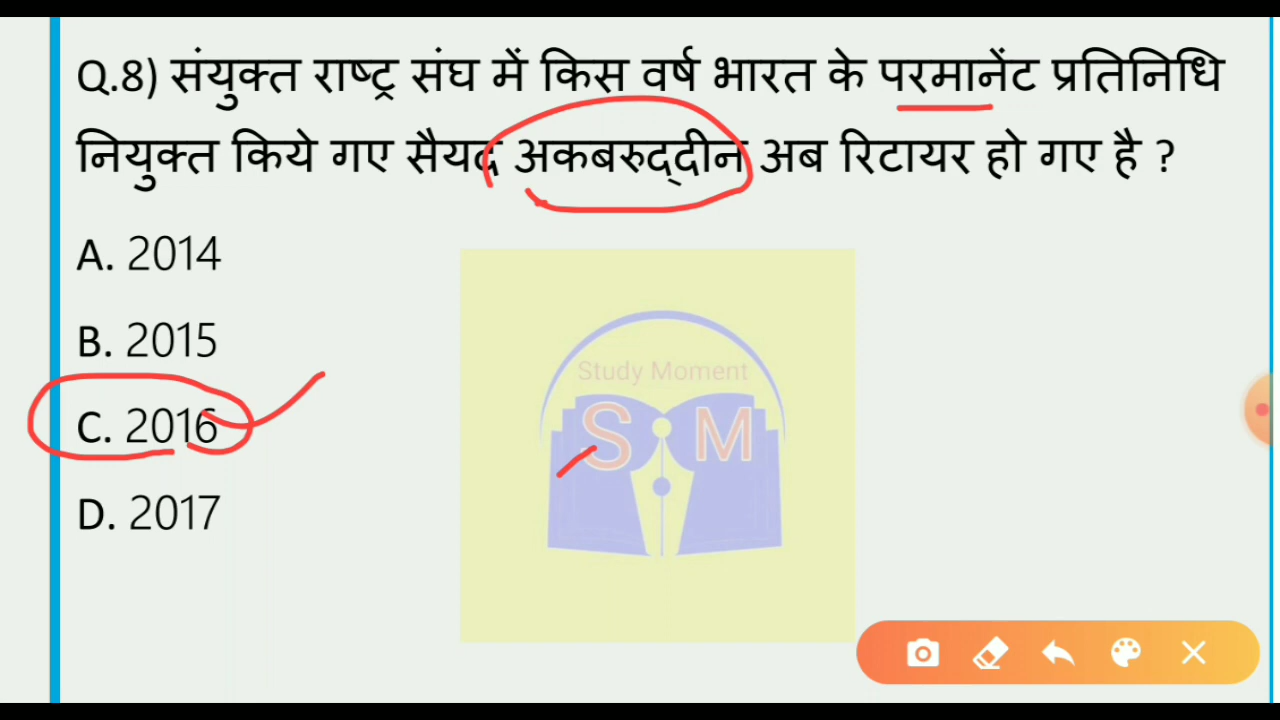 Q.8) संयुक्त राष्ट्र संघ में किस वर्ष भारत के परमानेंट प्रतिनिधि
नियुक्त किये गए सैयद अकबरुद्दीन अब रिटायर हो गए है ?
A. 2014
B. 2015
C. 2016
D. 2017
Study Moment
S M